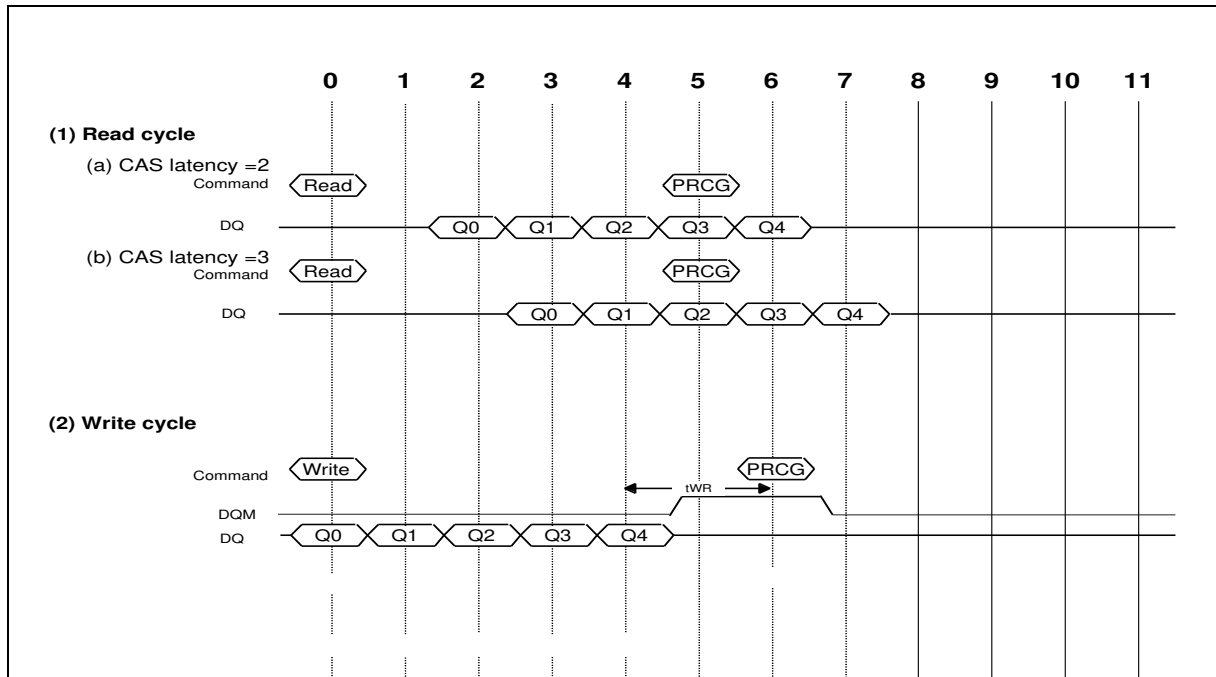 0 1 2 3 4 5 6 7 8 9 10 11
(1) Read cycle
(a) CAS latency =2
Command Read PRCG
DQ Q0 Q1 Q2 Q3 Q4
(b) CAS latency =3
Command Read PRCG
DQ Q0 Q1 Q2 Q3 Q4
(2) Write cycle
Command Write PRCG
tWR
DQM
DQ Q0 Q1 Q2 Q3 Q4